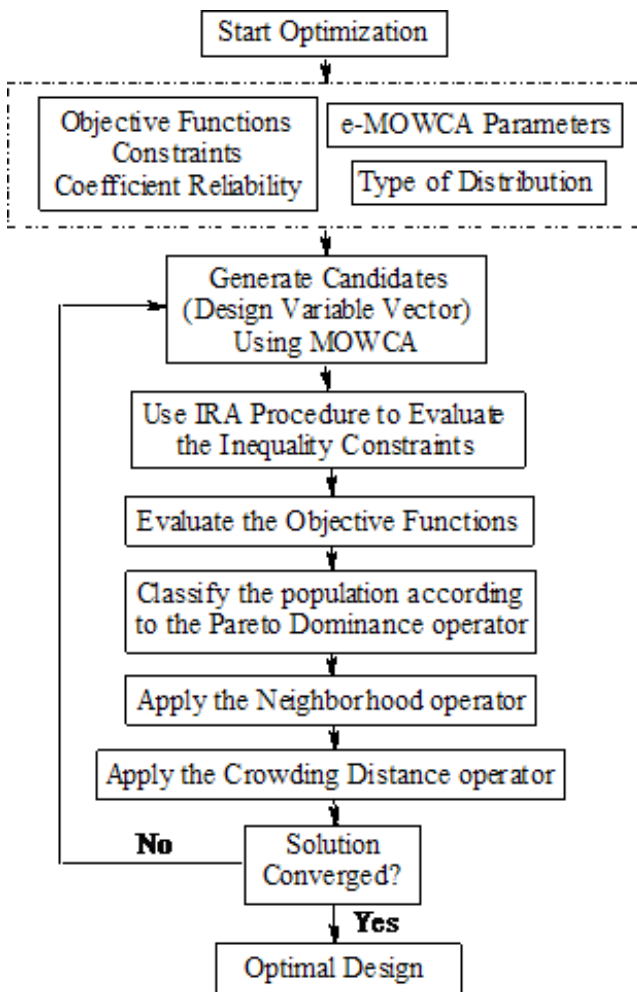 Start Optimization
Objective Functions
Constraints
Coefficient Reliability
e-MOWCA Parameters
Type of Distribution
Generate Candidates
(Design Variable Vector)
Using MOWCA
Use IRA Procedure to Evaluate
the Inequality Constraints
Evaluate the Objective Functions
Classify the population according
to the Pareto Dominance operator
Apply the Neighborhood operator
Apply the Crowding Distance operator
No
Solution
Converged?
Yes
Optimal Design